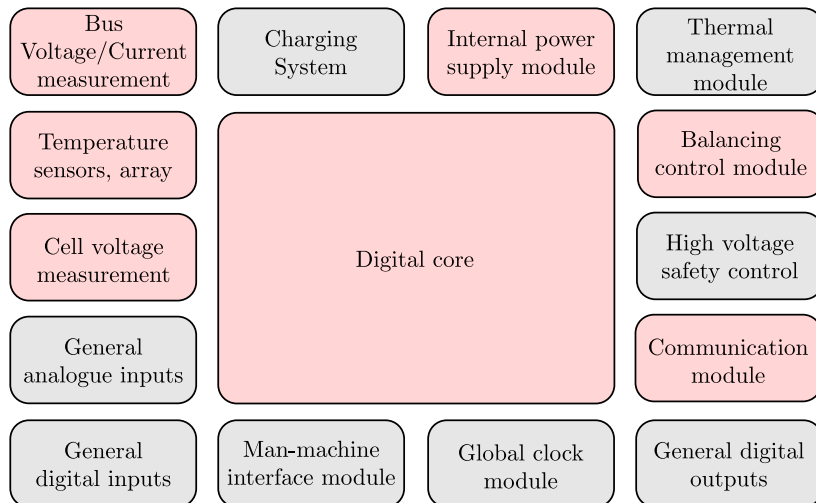 Bus
Voltage/Current
measurement
Charging
System
Internal power
supply module
Thermal
management
module
Temperature
sensors, array
Balancing
control module
Cell voltage
measurement
Digital core
High voltage
safety control
General
analogue inputs
Communication
module
General
digital inputs
Man-machine
interface module
Global clock
module
General digital
outputs